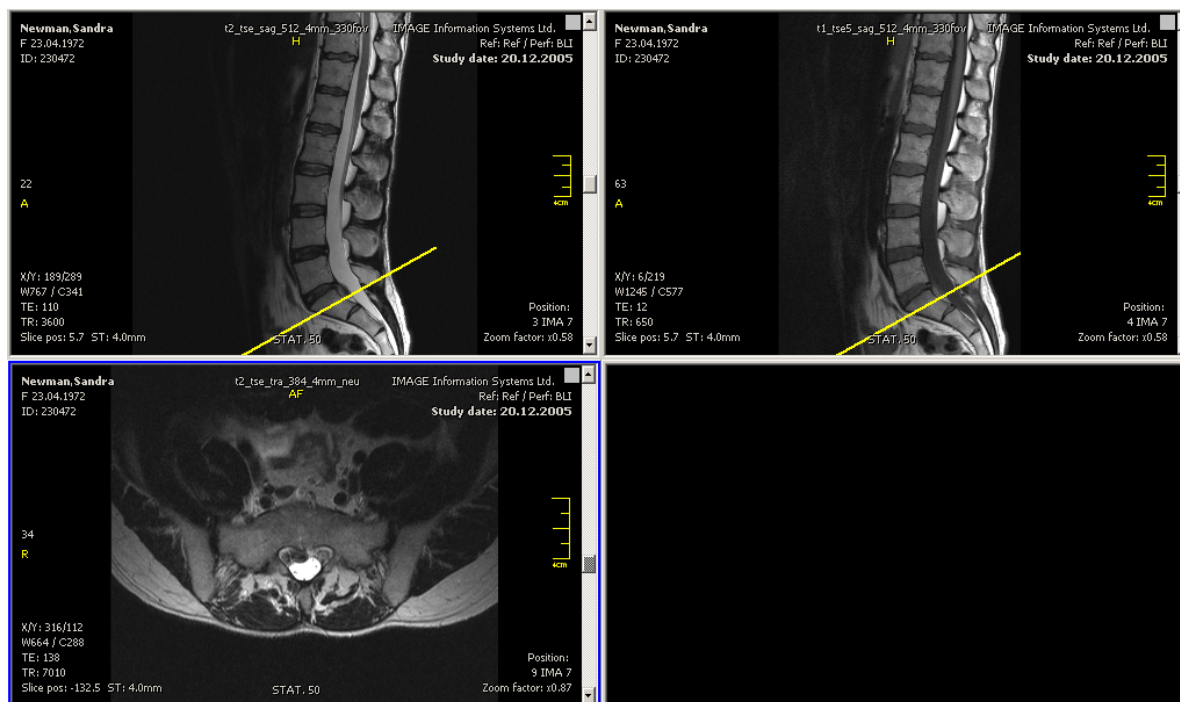 Newman,Sandra
F 23.04.1972
ID: 230472
t2_tse_sag_512_4mm_330fov
H
IMAGE Information Systems Ltd.
Ref: Ref / Perf: BLI
Study date: 20.12.2005
22
A
4cm
X/Y: 189/289
W767 / C341
TE: 110
TR: 3600
Slice pos: 5.7 ST: 4.0mm
STAT. 50
Position:
3 IMA 7
Zoom factor: x0.58
Newman,Sandra
F 23.04.1972
ID: 230472
t1_tse5_sag_512_4mm_330fov
H
IMAGE Information Systems Ltd.
Ref: Ref / Perf: BLI
Study date: 20.12.2005
63
A
4cm
X/Y: 6/219
W1245 / C577
TE: 12
TR: 650
Slice pos: 5.7 ST: 4.0mm
STAT. 50
Position:
4 IMA 7
Zoom factor: x0.58
Newman,Sandra
F 23.04.1972
ID: 230472
t2_tse_tra_384_4mm_neu
AF
IMAGE Information Systems Ltd.
Ref: Ref / Perf: BLI
Study date: 20.12.2005
34
R
4cm
X/Y: 316/112
W664 / C288
TE: 138
TR: 7010
Slice pos: -132.5 ST: 4.0mm
STAT. 50
Position:
9 IMA 7
Zoom factor: x0.87